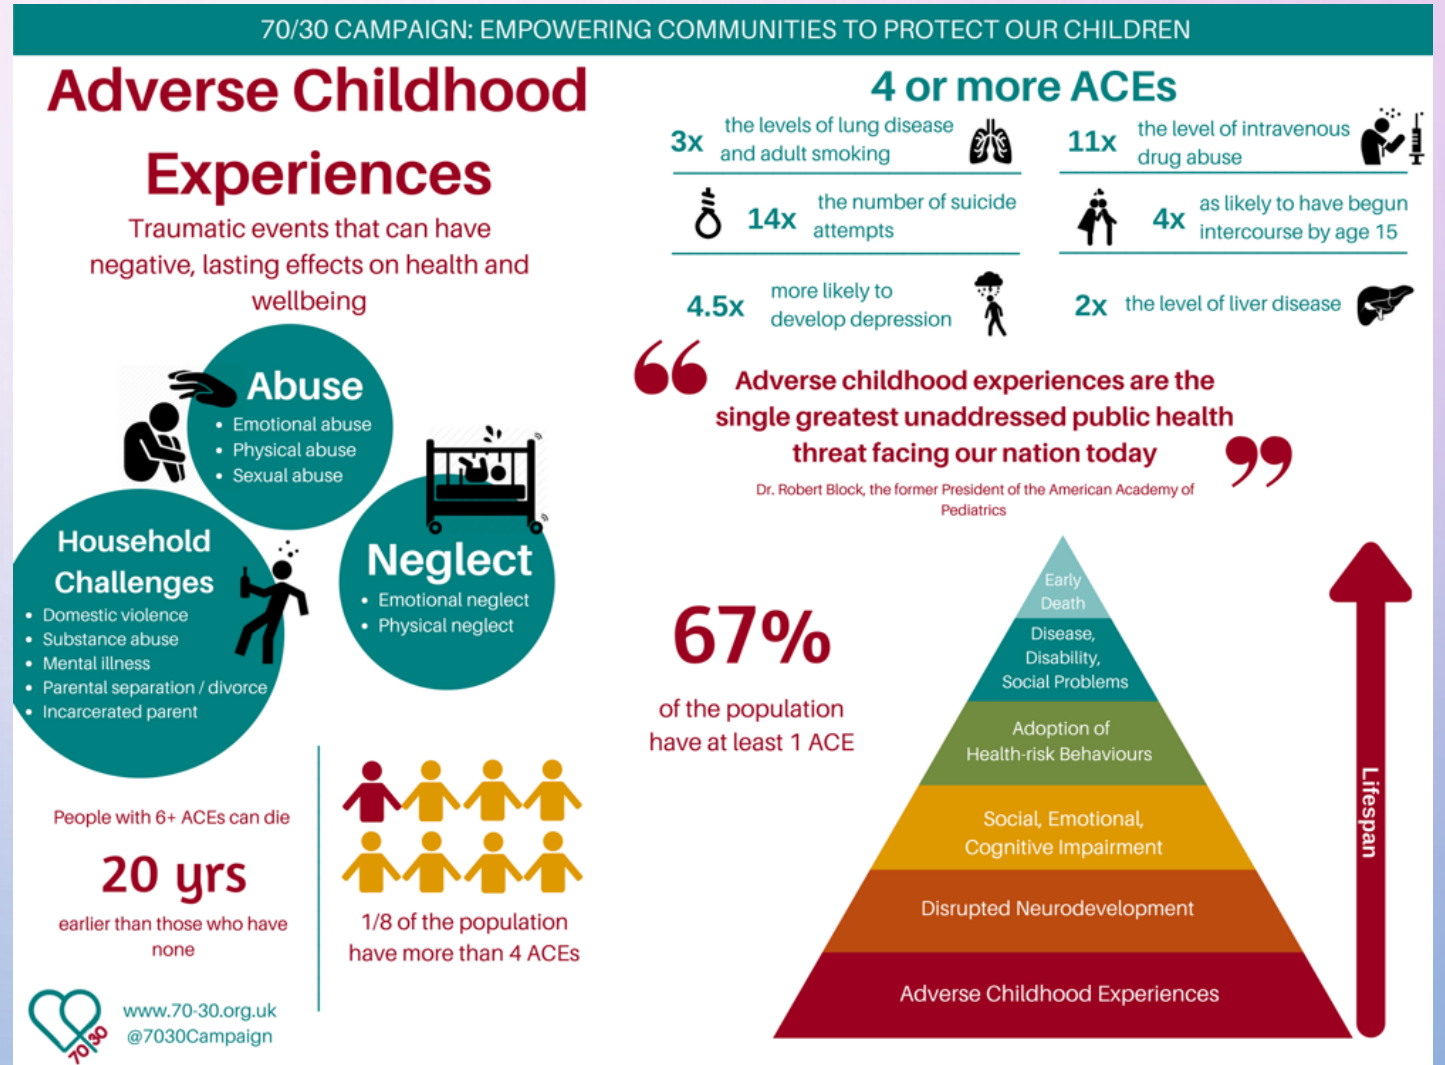 70/30 CAMPAIGN: EMPOWERING COMMUNITIES TO PROTECT OUR CHILDREN
Adverse Childhood
Experiences
Traumatic events that can have
negative, lasting effects on health and
wellbeing
Abuse
• Emotional abuse
• Physical abuse
• Sexual abuse
Household
Challenges
• Domestic violence
• Substance abuse
• Mental illness
• Parental separation / divorce
• Incarcerated parent
Neglect
• Emotional neglect
• Physical neglect
People with 6+ ACEs can die
20 yrs
earlier than those who have
none
1/8 of the population
have more than 4 ACEs
70/30
www.70-30.org.uk
@7030Campaign
4 or more ACEs
3x
the levels of lung disease
and adult smoking
11x
the level of intravenous
drug abuse
14x
the number of suicide
attempts
4x
as likely to have begun
intercourse by age 15
4.5x
more likely to
develop depression
2x
the level of liver disease
“Adverse childhood experiences are the
single greatest unaddressed public health
threat facing our nation today”
Dr. Robert Block, the former President of the American Academy of
Pediatrics
67%
of the population
have at least 1 ACE
Early
Death
Disease,
Disability,
Social Problems
Adoption of
Health-risk Behaviours
Social, Emotional,
Cognitive Impairment
Disrupted Neurodevelopment
Adverse Childhood Experiences
Lifespan